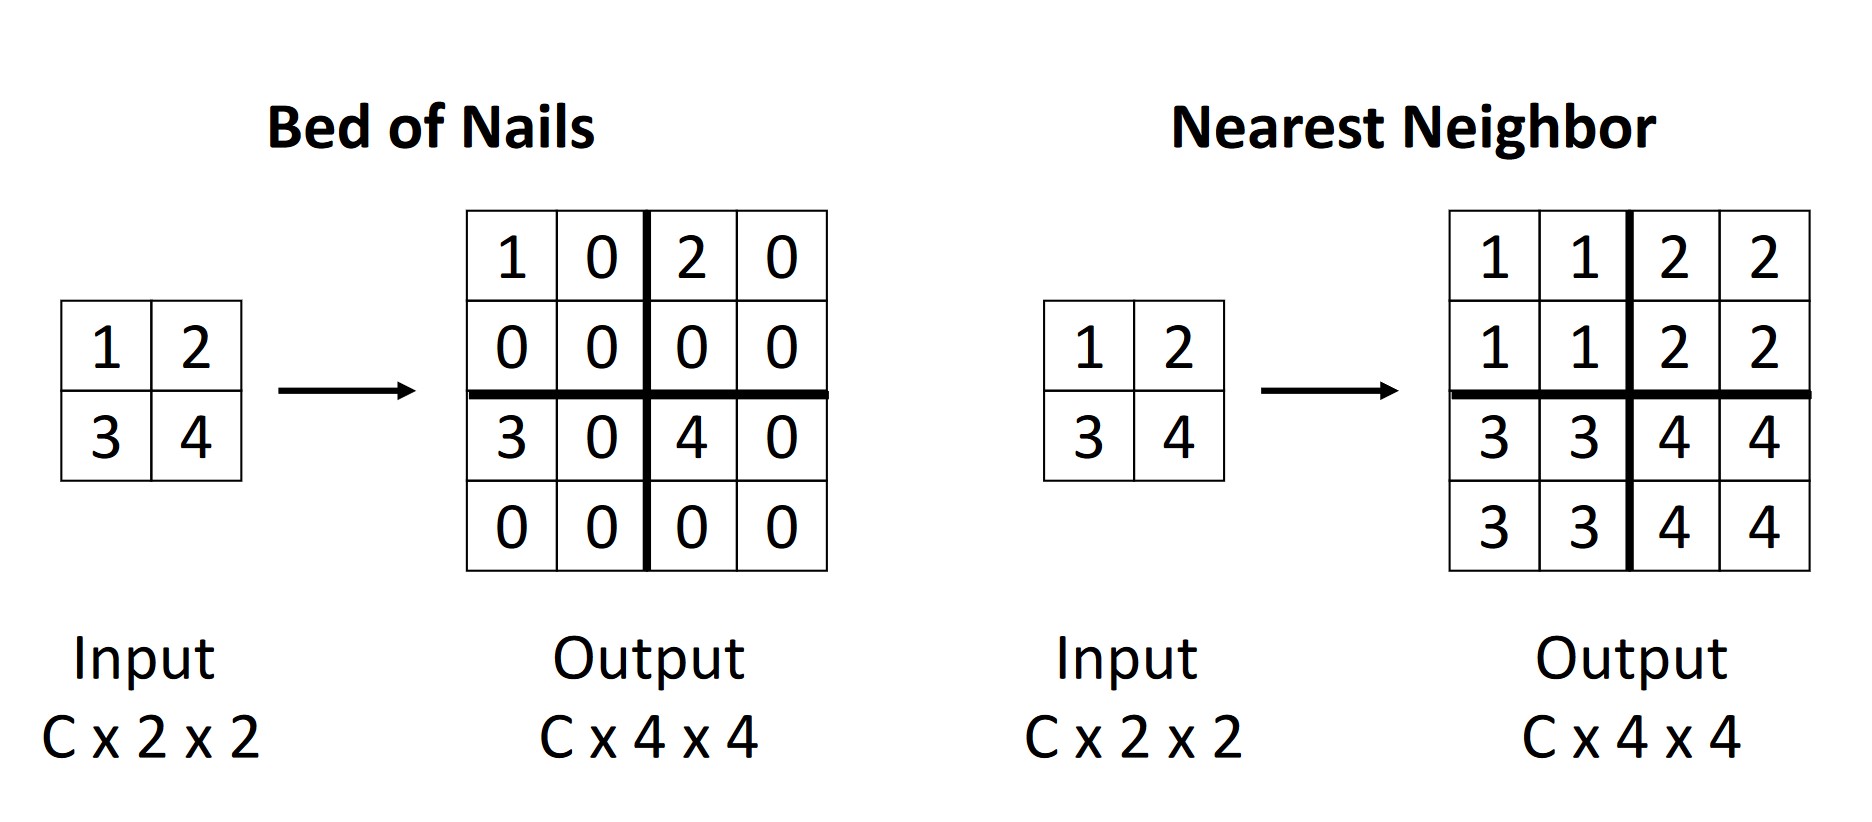 Bed of Nails
1 2
3 4
1 0 2 0
0 0 0 0
3 0 4 0
0 0 0 0
Input
C x 2 x 2
Output
C x 4 x 4
Nearest Neighbor
1 2
3 4
1 1 2 2
1 1 2 2
3 3 4 4
3 3 4 4
Input
C x 2 x 2
Output
C x 4 x 4